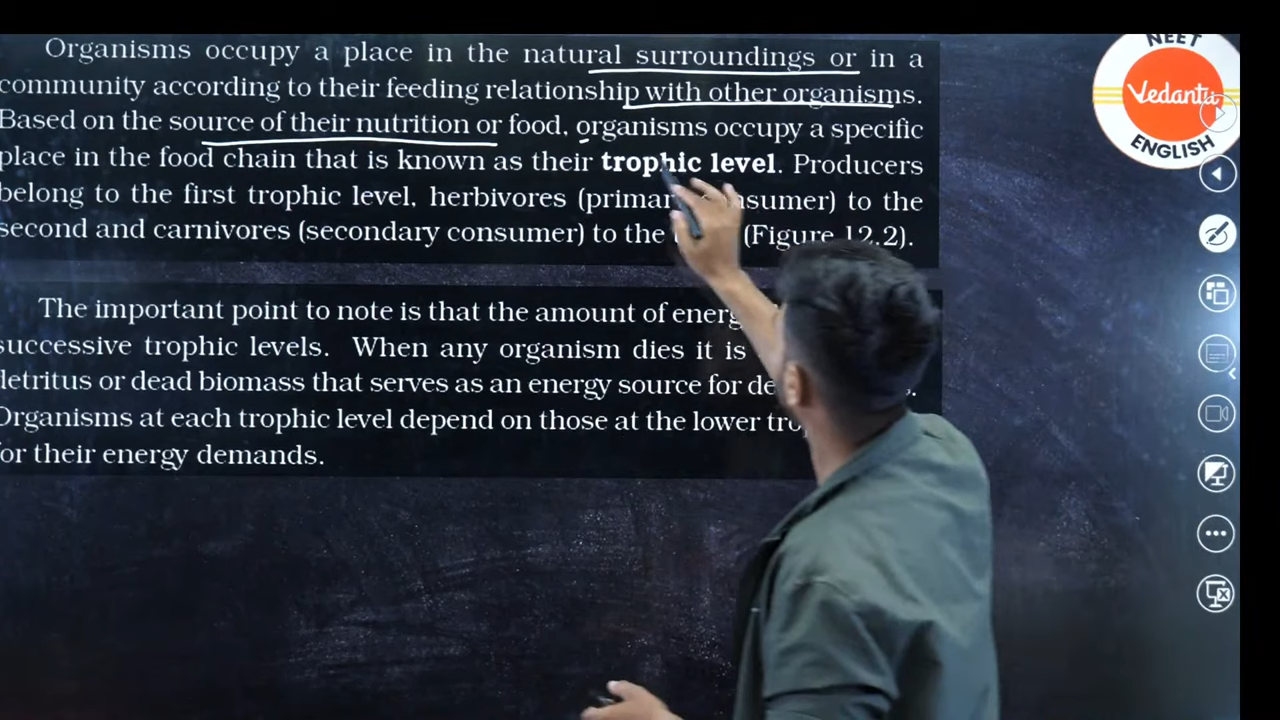 Organisms occupy a place in the natural surroundings or in a
community according to their feeding relationship with other organisms.
Based on the source of their nutrition or food, organisms occupy a specific
place in the food chain that is known as their trophic level. Producers
belong to the first trophic level, herbivores (primar nsumer) to the
second and carnivores (secondary consumer) to the (Figure 12.2).
The important point to note is that the amount of energ
successive trophic levels. When any organism dies it is
detritus or dead biomass that serves as an energy source for de
Organisms at each trophic level depend on those at the lower tro
for their energy demands.
NEET
Vedantu
ENGLISH